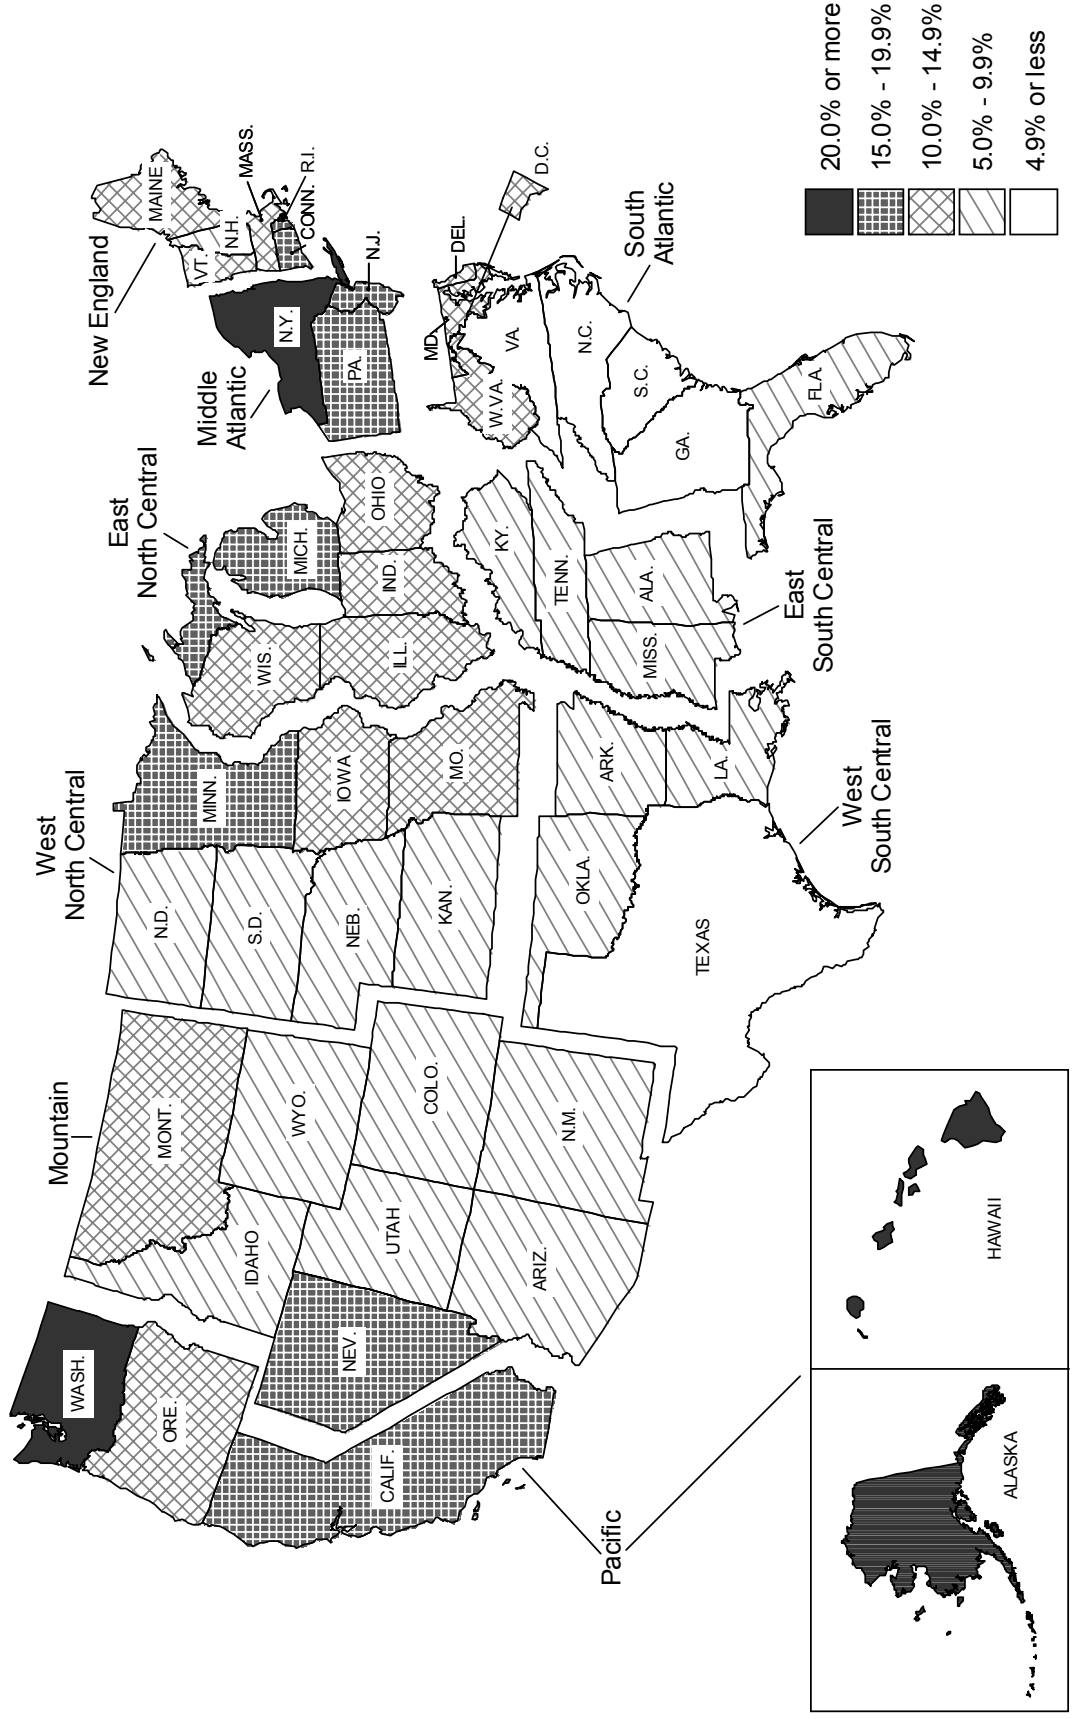 Pacific
Mountain
West
North Central
East
North Central
Middle
Atlantic
New England
WASH.
ORE.
CALIF.
NEV.
IDAHO
MONT.
WYO.
UTAH
COLO.
ARIZ.
N.M.
N.D.
S.D.
NEB.
KAN.
MINN.
IOWA
MO.
WIS.
ILL.
MICH.
IND.
OHIO
N.Y.
PA.
N.J.
VT.
N.H.
MAINE
MASS.
R.I.
CONN.
OKLA.
TEXAS
ARK.
LA.
KY.
TENN.
MISS.
ALA.
MD.
DEL.
D.C.
W.VA.
VA.
N.C.
S.C.
GA.
FLA.
West
South Central
East
South Central
South
Atlantic
ALASKA
HAWAII
20.0% or more
15.0% - 19.9%
10.0% - 14.9%
5.0% - 9.9%
4.9% or less